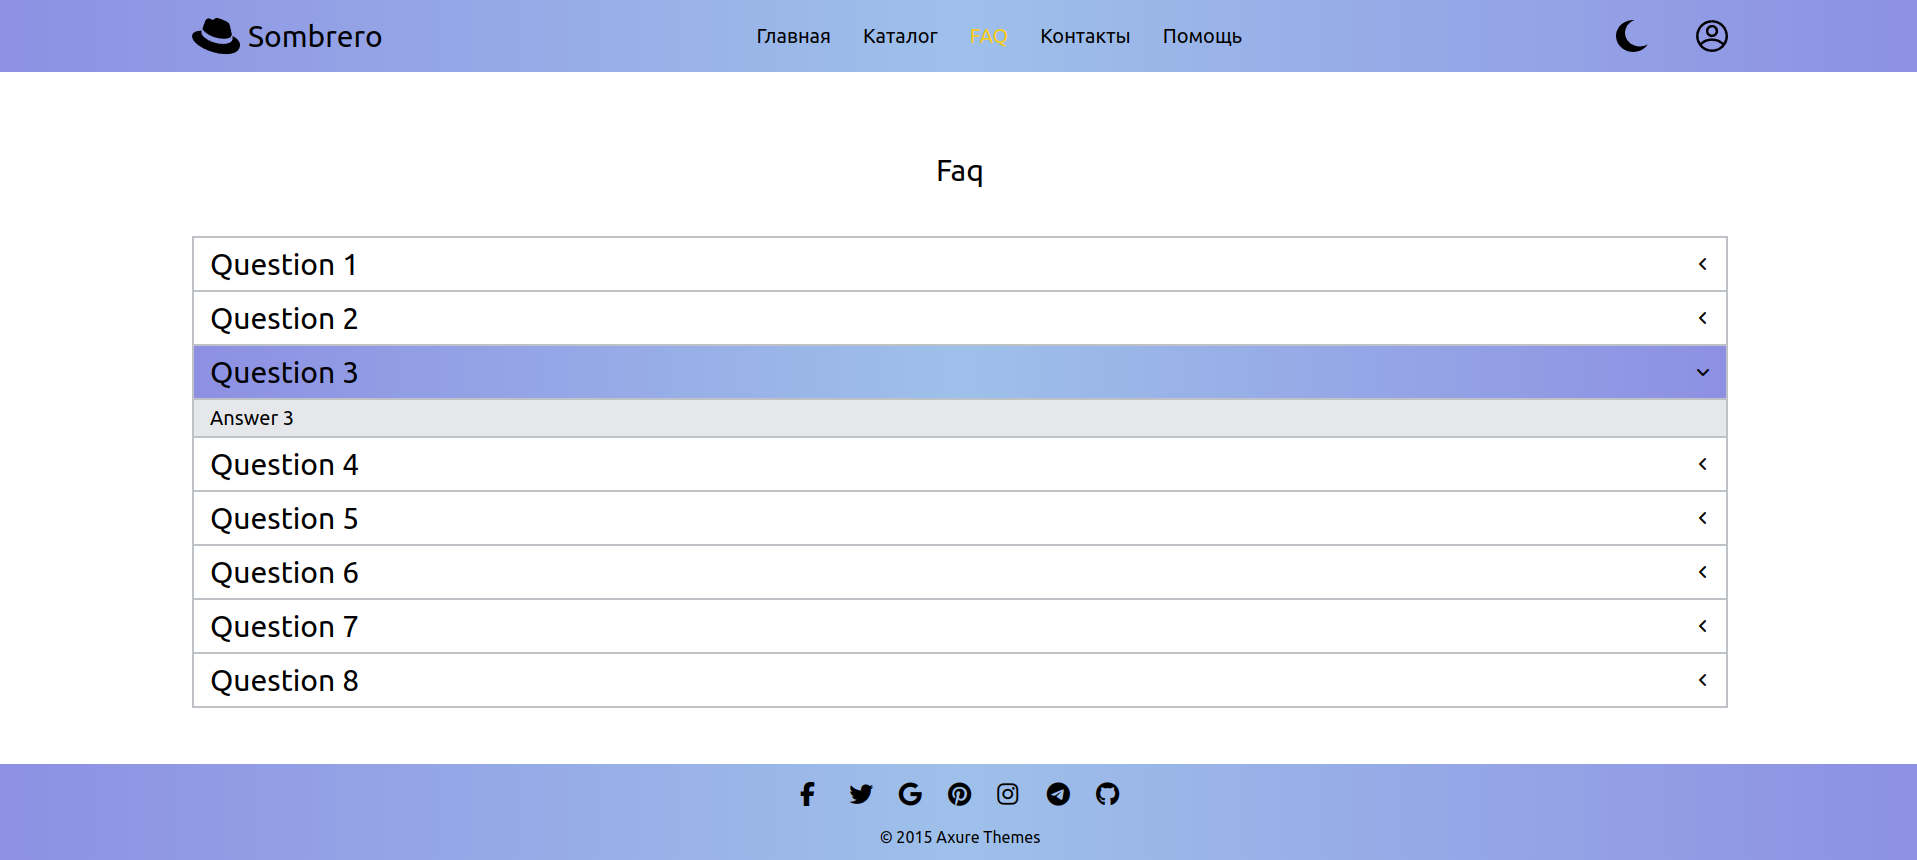 Sombrero
Главная Каталог FAQ Контакты Помощь
Faq
Question 1
Question 2
Question 3
Answer 3
Question 4
Question 5
Question 6
Question 7
Question 8
© 2015 Axure Themes